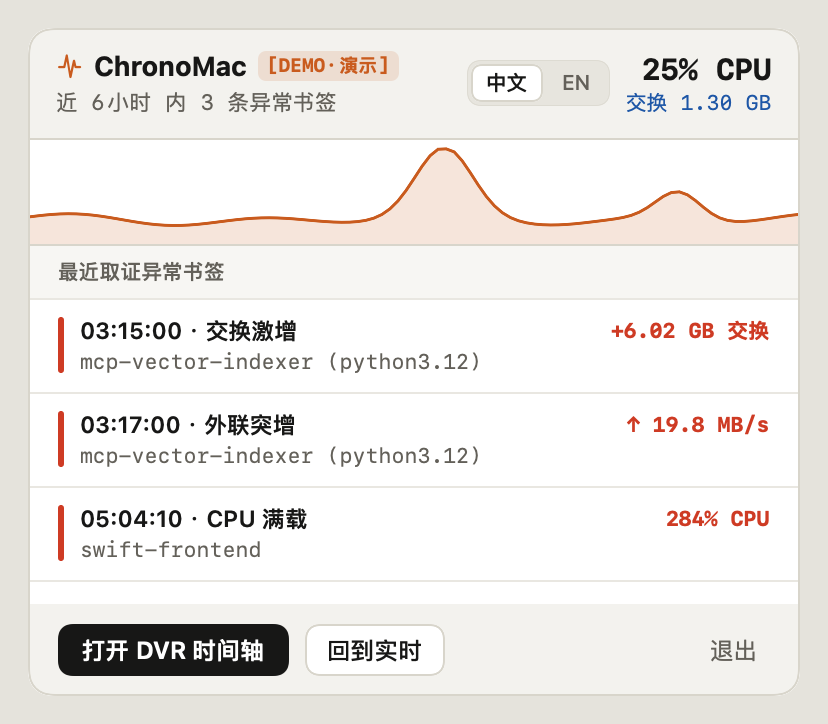 ChronoMac [DEMO·演示]
近 6小时 内 3 条异常书签
中文 EN
25% CPU
交换 1.30 GB
最近取证异常书签
03:15:00 · 交换激增 +6.02 GB 交换
mcp-vector-indexer (python3.12)
03:17:00 · 外联突增 ↑ 19.8 MB/s
mcp-vector-indexer (python3.12)
05:04:10 · CPU 满载 284% CPU
swift-frontend
打开 DVR 时间轴 回到实时 退出